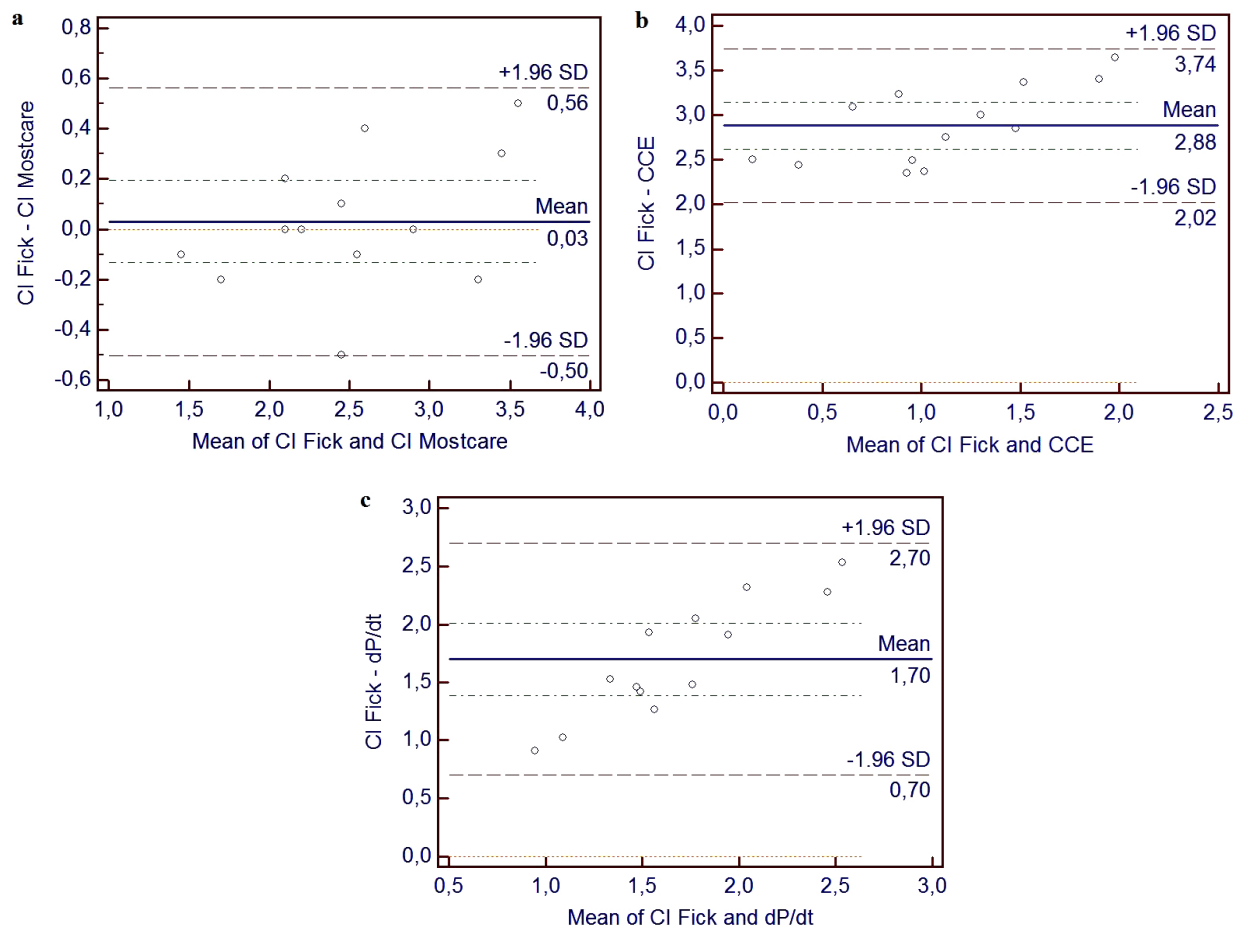 a
0,8
0,6
0,4
0,2
0,0
-0,2
-0,4
-0,6
CI Fick - CI Mostcare
+1.96 SD
0,56
Mean
0,03
-1.96 SD
-0,50
1,0 1,5 2,0 2,5 3,0 3,5 4,0
Mean of CI Fick and CI Mostcare
b
4,0
3,5
3,0
2,5
2,0
1,5
1,0
0,5
0,0
CI Fick - CCE
+1.96 SD
3,74
Mean
2,88
-1.96 SD
2,02
0,0 0,5 1,0 1,5 2,0 2,5
Mean of CI Fick and CCE
c
3,0
2,5
2,0
1,5
1,0
0,5
0,0
CI Fick - dP/dt
+1.96 SD
2,70
Mean
1,70
-1.96 SD
0,70
0,5 1,0 1,5 2,0 2,5 3,0
Mean of CI Fick and dP/dt